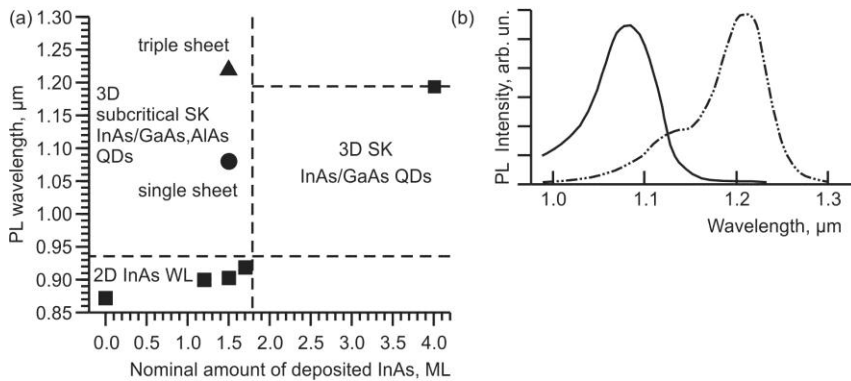 (a)
PL wavelength, µm
1.30
1.25
1.20
1.15
1.10
1.05
1.00
0.95
0.90
0.85
triple sheet
3D
subcritical SK
InAs/GaAs,AlAs
QDs
single sheet
3D SK
InAs/GaAs QDs
2D InAs WL
0.0 0.5 1.0 1.5 2.0 2.5 3.0 3.5 4.0
Nominal amount of deposited InAs, ML
(b)
PL Intensity, arb. un.
1.0 1.1 1.2 1.3
Wavelength, µm